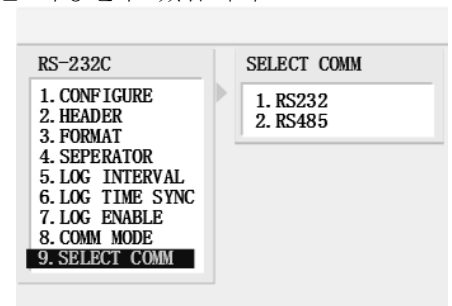 RS-232C
1. CONFIGURE
2. HEADER
3. FORMAT
4. SEPERATOR
5. LOG INTERVAL
6. LOG TIME SYNC
7. LOG ENABLE
8. COMM MODE
9. SELECT COMM
SELECT COMM
1. RS232
2. RS485